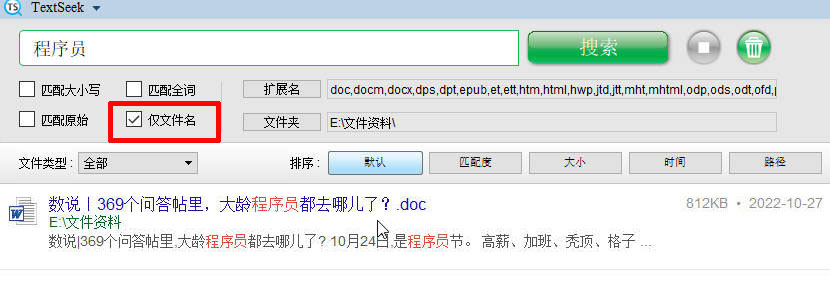 TextSeek
程序员 搜索
匹配大小写 匹配全词 扩展名 doc,docm,docx,dps,dpt,epub,et,ett,htm,html,hwp,jtd,jtt,mht,mhtml,odp,ods,odt,ofd,p
匹配原始 仅文件名 文件夹 E:\文件资料\
文件类型: 全部 排序: 默认 匹配度 大小 时间 路径
数说丨369个问答帖里，大龄程序员都去哪儿了？.doc 812KB • 2022-10-27
E:\文件资料
数说|369个问答帖里,大龄程序员都去哪儿了? 10月24日,是程序员节。 高薪、加班、秃顶、格子 ...